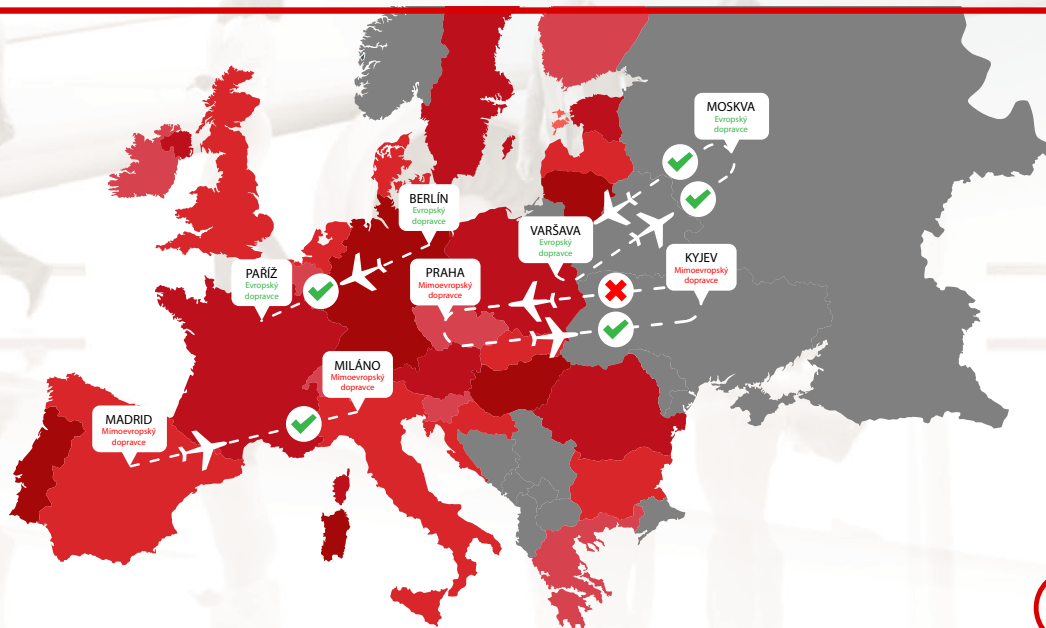 MOSKVA
Evropský
dopravce
BERLÍN
Evropský
dopravce
VARŠAVA
Evropský
dopravce
KYJEV
Mimoevropský
dopravce
PAŘÍŽ
Evropský
dopravce
PRAHA
Mimoevropský
dopravce
MILÁNO
Mimoevropský
dopravce
MADRID
Mimoevropský
dopravce